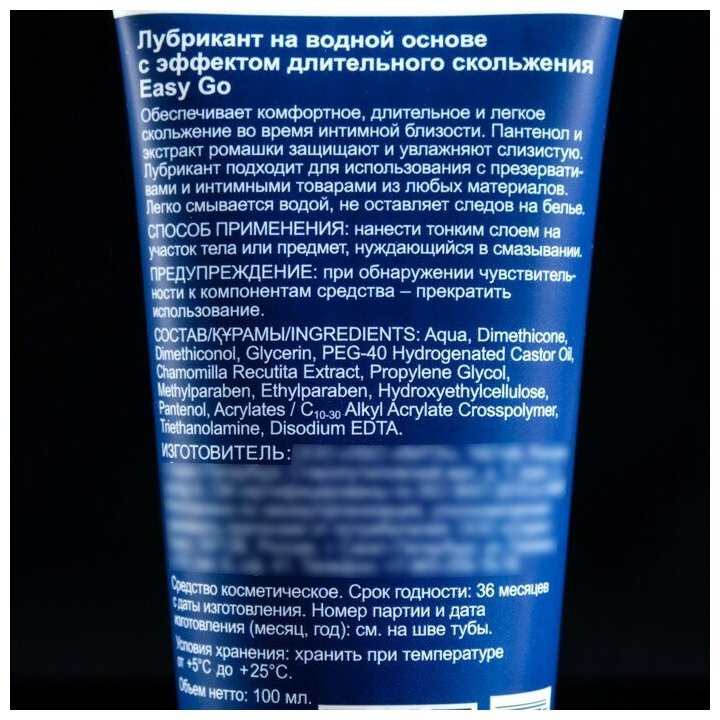 Лубрикант на водной основе
с эффектом длительного скольжения
Easy Go
Обеспечивает комфортное, длительное и легкое
скольжение во время интимной близости. Пантенол и
экстракт ромашки защищают и увлажняют слизистую.
Лубрикант подходит для использования с презервати-
вами и интимными товарами из любых материалов.
Легко смывается водой, не оставляет следов на белье.
СПОСОБ ПРИМЕНЕНИЯ: нанести тонким слоем на
участок тела или предмет, нуждающийся в смазывании.
ПРЕДУПРЕЖДЕНИЕ: при обнаружении чувствитель-
ности к компонентам средства – прекратить
использование.
СОСТАВ/ҚҰРАМЫ/INGREDIENTS: Aqua, Dimethicone,
Dimethiconol, Glycerin, PEG-40 Hydrogenated Castor Oil,
Chamomilla Recutita Extract, Propylene Glycol,
Methylparaben, Ethylparaben, Hydroxyethylcellulose,
Pantenol, Acrylates / C10-30 Alkyl Acrylate Crosspolymer,
Triethanolamine, Disodium EDTA.
ИЗГОТОВИТЕЛЬ:
Средство косметическое. Срок годности: 36 месяцев
с даты изготовления. Номер партии и дата
изготовления (месяц, год): см. на шве тубы.
Условия хранения: хранить при температуре
от +5°C до +25°C.
Объем нетто: 100 мл.